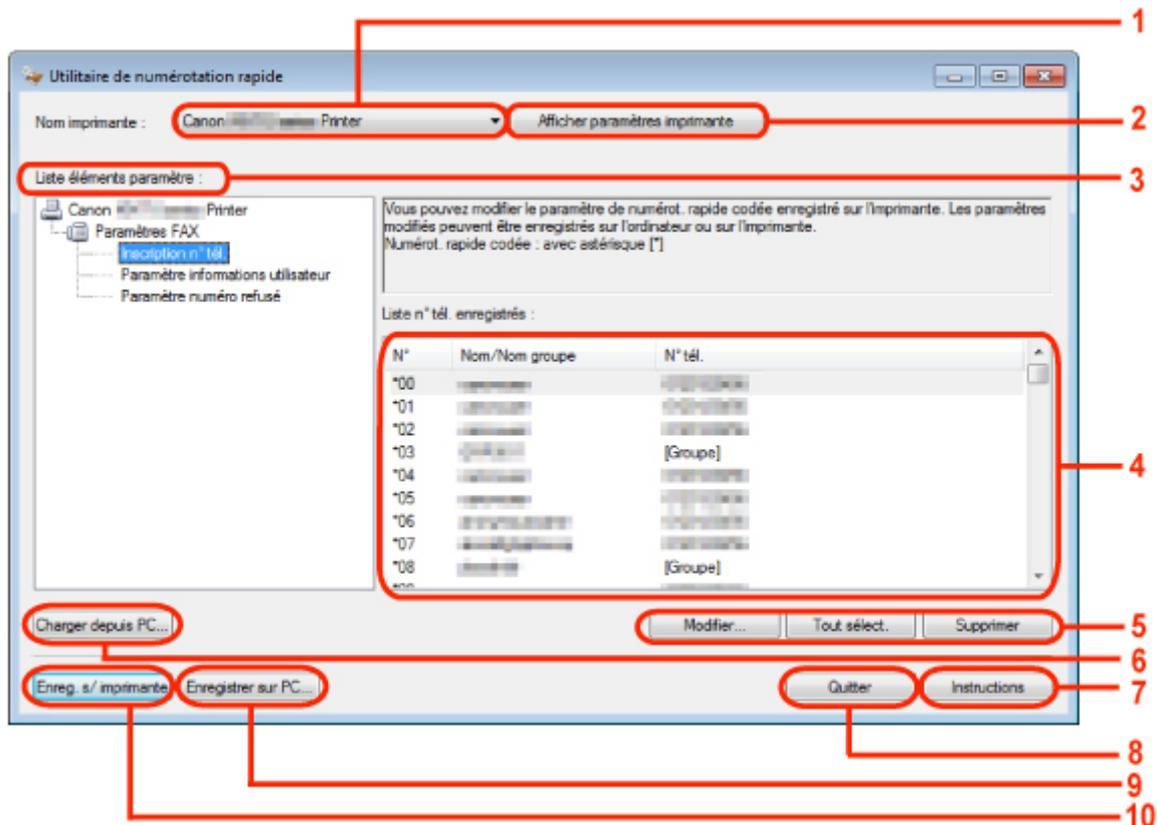 1
Utilitaire de numérotation rapide
Nom imprimante :
Canon Printer
Afficher paramètres imprimante
2
Liste éléments paramètre :
3
Canon Printer
Paramètres FAX
Inscription n° tél.
Paramètre informations utilisateur
Paramètre numéro refusé
Vous pouvez modifier le paramètre de numérot. rapide codée enregistré sur l'imprimante. Les paramètres
modifiés peuvent être enregistrés sur l'ordinateur ou sur l'imprimante.
Numérot. rapide codée : avec astérisque [*]
Liste n° tél. enregistrés :
N° Nom/Nom groupe N° tél.
*00
*01
*02
*03 [Groupe]
*04
*05
*06
*07
*08 [Groupe]
4
Charger depuis PC...
Modifier...
Tout sélect.
Supprimer
5
6
Enreg. s/ imprimante
Enregistrer sur PC...
Quitter
Instructions
7
8
9
10